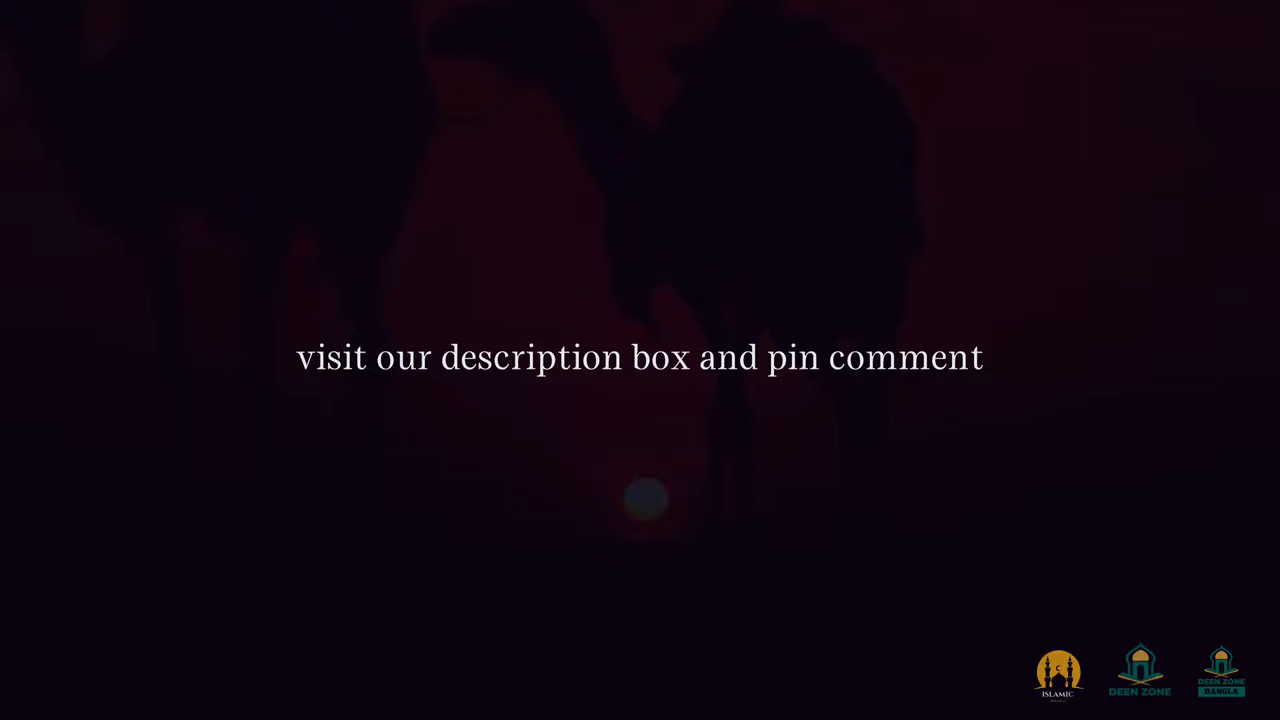 visit our description box and pin comment
ISLAMIC
DEEN ZONE
DEEN ZONE
BANGLA